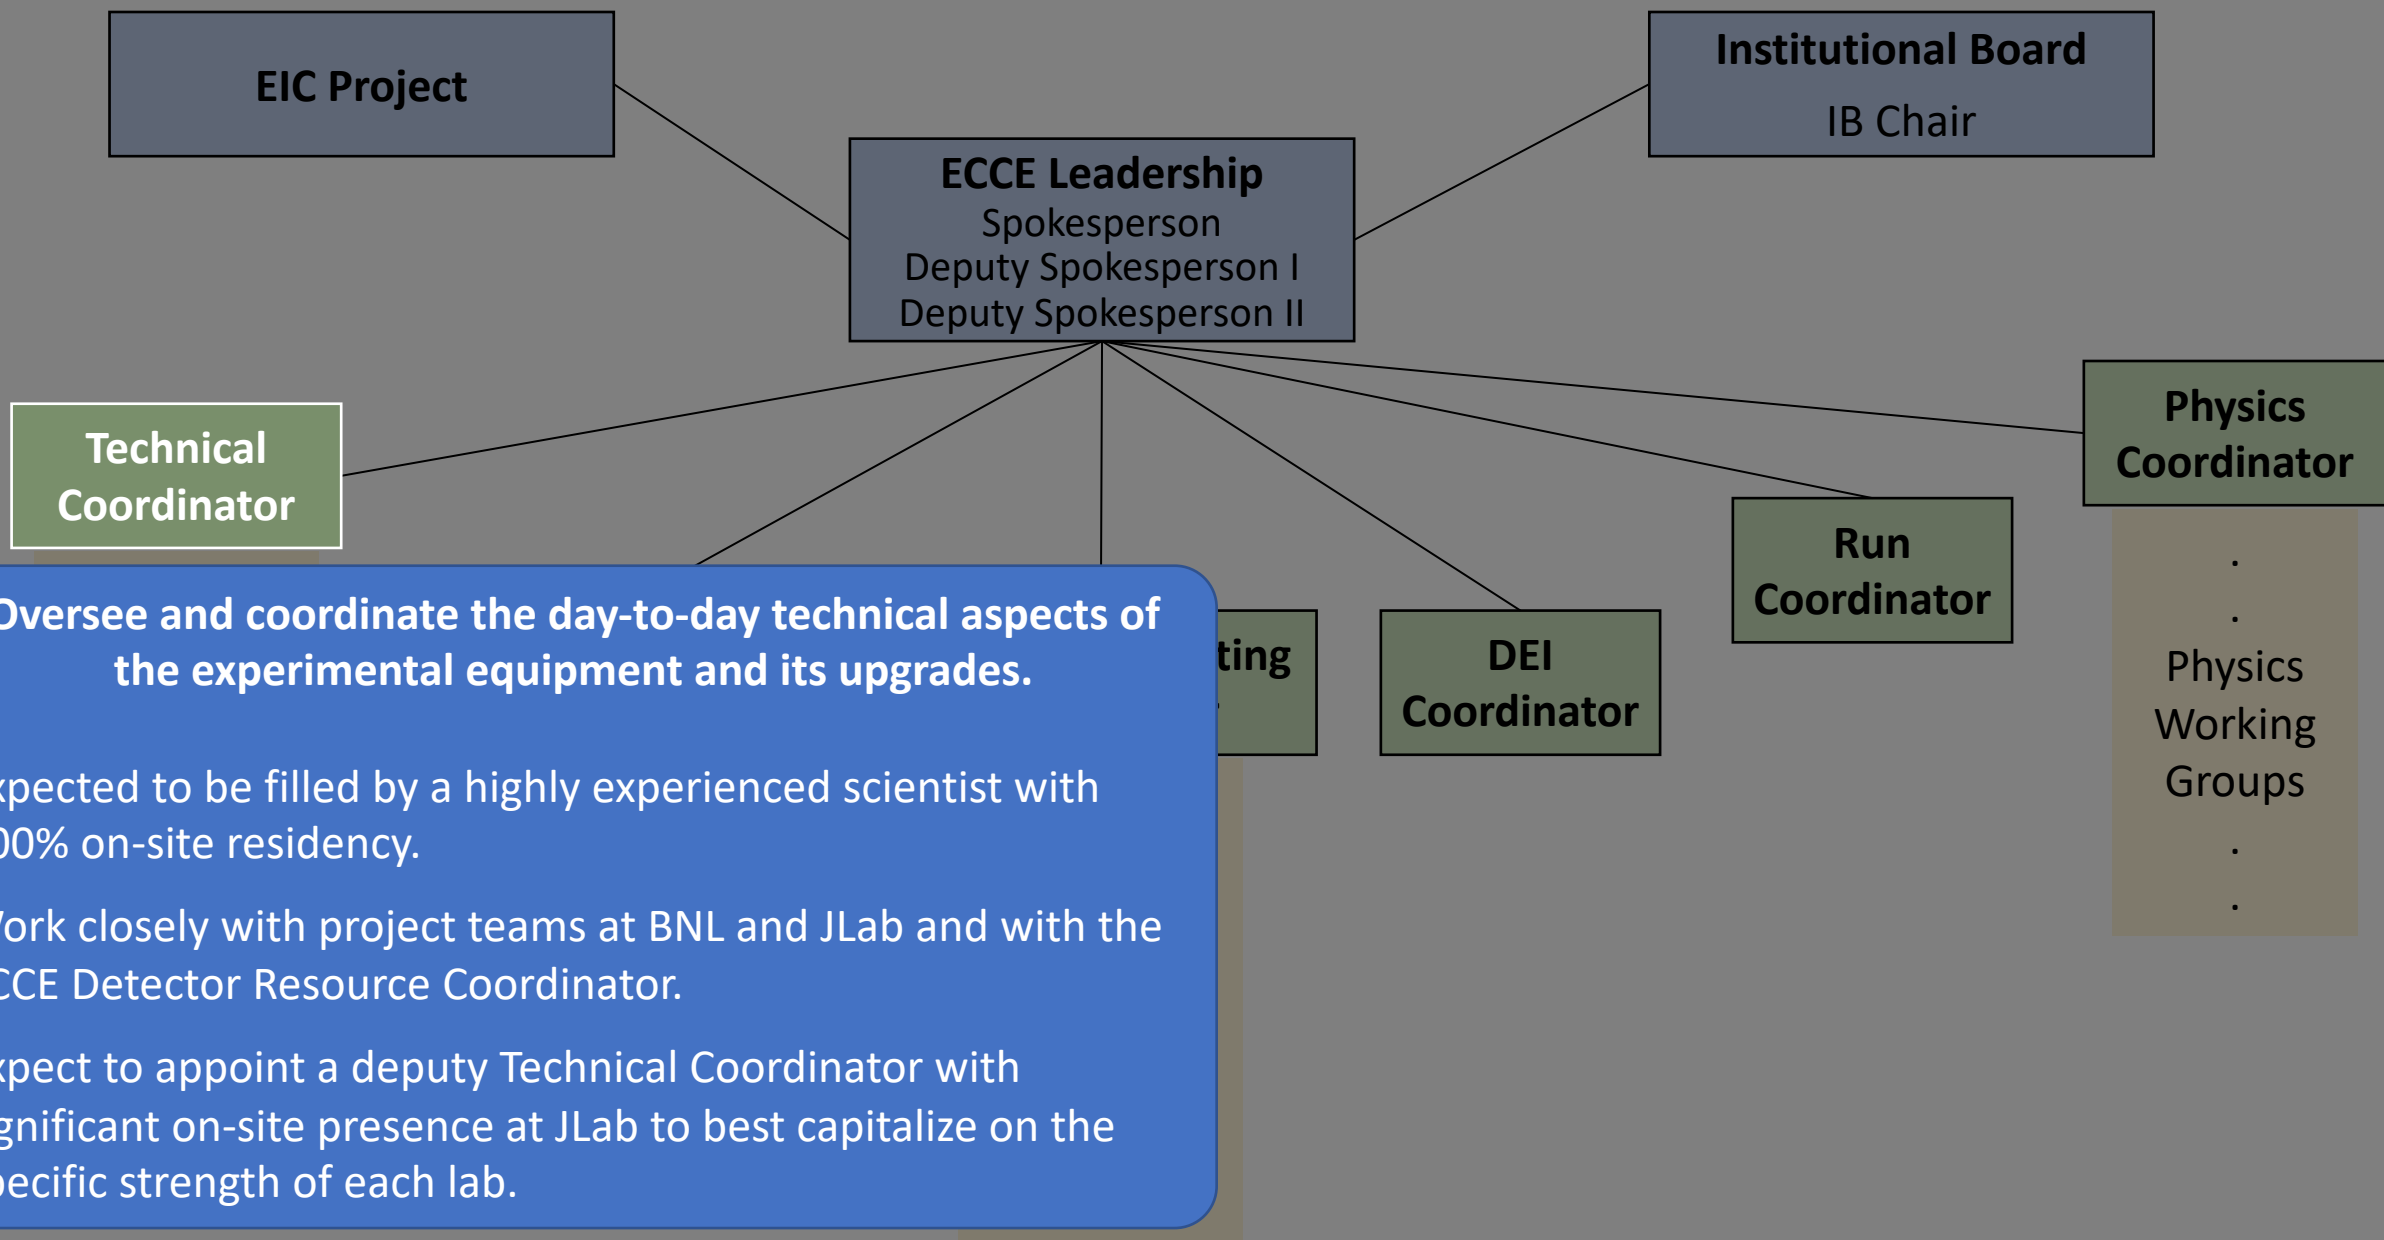 EIC Project
Institutional Board
IB Chair
ECCE Leadership
Spokesperson
Deputy Spokesperson I
Deputy Spokesperson II
Technical
Coordinator
Physics
Coordinator
Run
Coordinator
DEI
Coordinator
ting
.
.
Physics
Working
Groups
.
.
Oversee and coordinate the day-to-day technical aspects of
the experimental equipment and its upgrades.
xpected to be filled by a highly experienced scientist with
00% on-site residency.
Work closely with project teams at BNL and JLab and with the
CCE Detector Resource Coordinator.
xpect to appoint a deputy Technical Coordinator with
gnificant on-site presence at JLab to best capitalize on the
pecific strength of each lab.